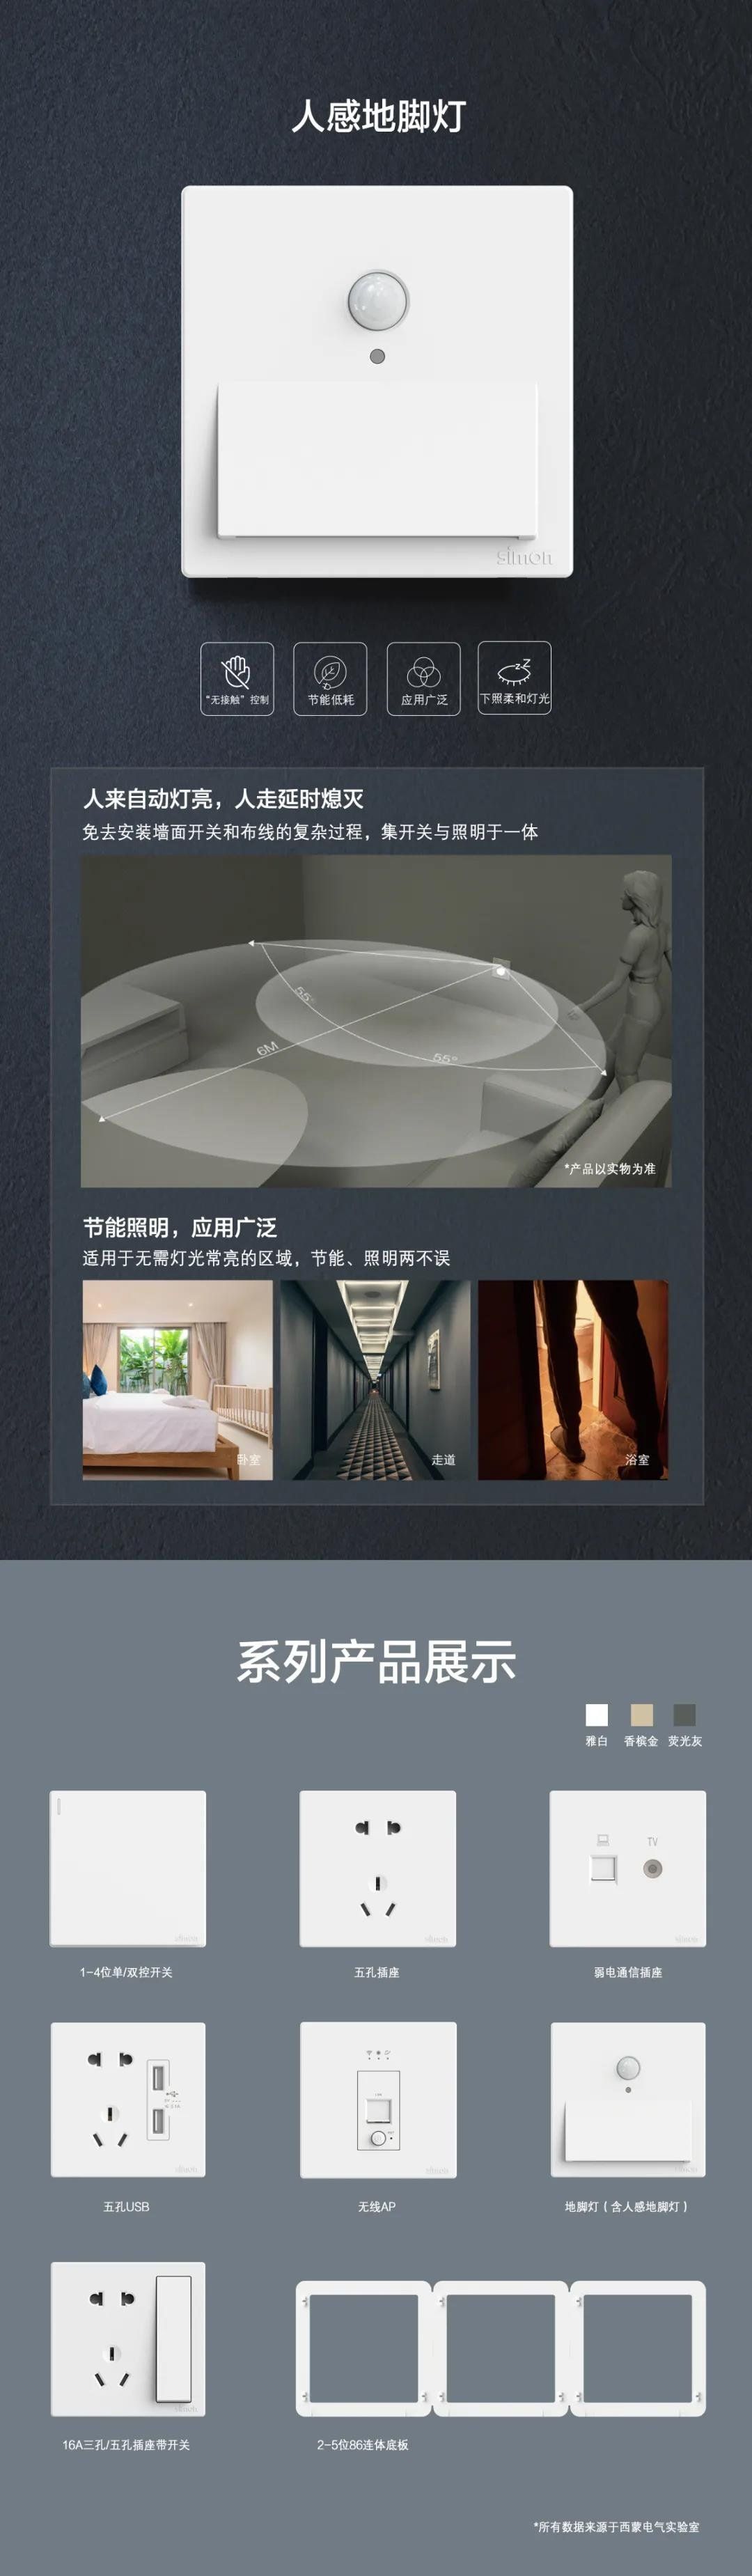 人感地脚灯
simon
“无接触”控制
节能低耗
应用广泛
下照柔和灯光
人来自动灯亮，人走延时熄灭
免去安装墙面开关和布线的复杂过程，集开关与照明于一体
55°
6M
55°
*产品以实物为准
节能照明，应用广泛
适用于无需灯光常亮的区域，节能、照明两不误
卧室
走道
浴室
系列产品展示
雅白
香槟金
荧光灰
TV
simon
simon
simon
1-4位单/双控开关
五孔插座
弱电通信插座
simon
simon
simon
五孔USB
无线AP
地脚灯（含人感地脚灯）
simon
16A三孔/五孔插座带开关
2-5位86连体底板
*所有数据来源于西蒙电气实验室